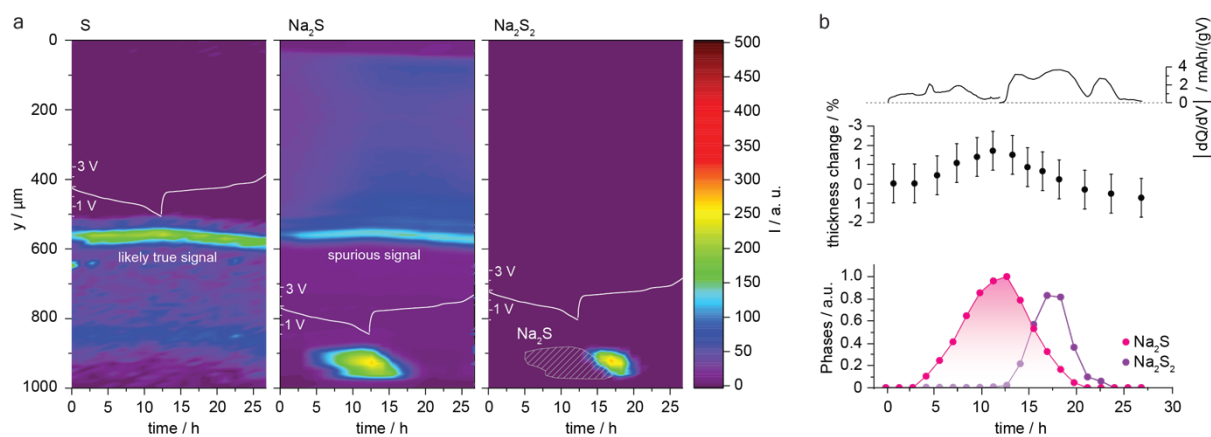 a
S
Na₂S
Na₂S₂
0
200
400
600
800
1000
y / µm
3 V
1 V
likely true signal
0 5 10 15 20 25
time / h
spurious signal
3 V
1 V
0 5 10 15 20 25
time / h
3 V
1 V
Na₂S
0 5 10 15 20 25
time / h
500
450
400
350
300
250
200
150
100
50
0
I / a. u.
b
4
2
0
|dQ/dV| / mAh/(gV)
-3
-2
-1
0
1
-2
thickness change / %
1.0
0.8
0.6
0.4
0.2
0
Phases / a.u.
Na₂S
Na₂S₂
0 5 10 15 20 25 30
time / h